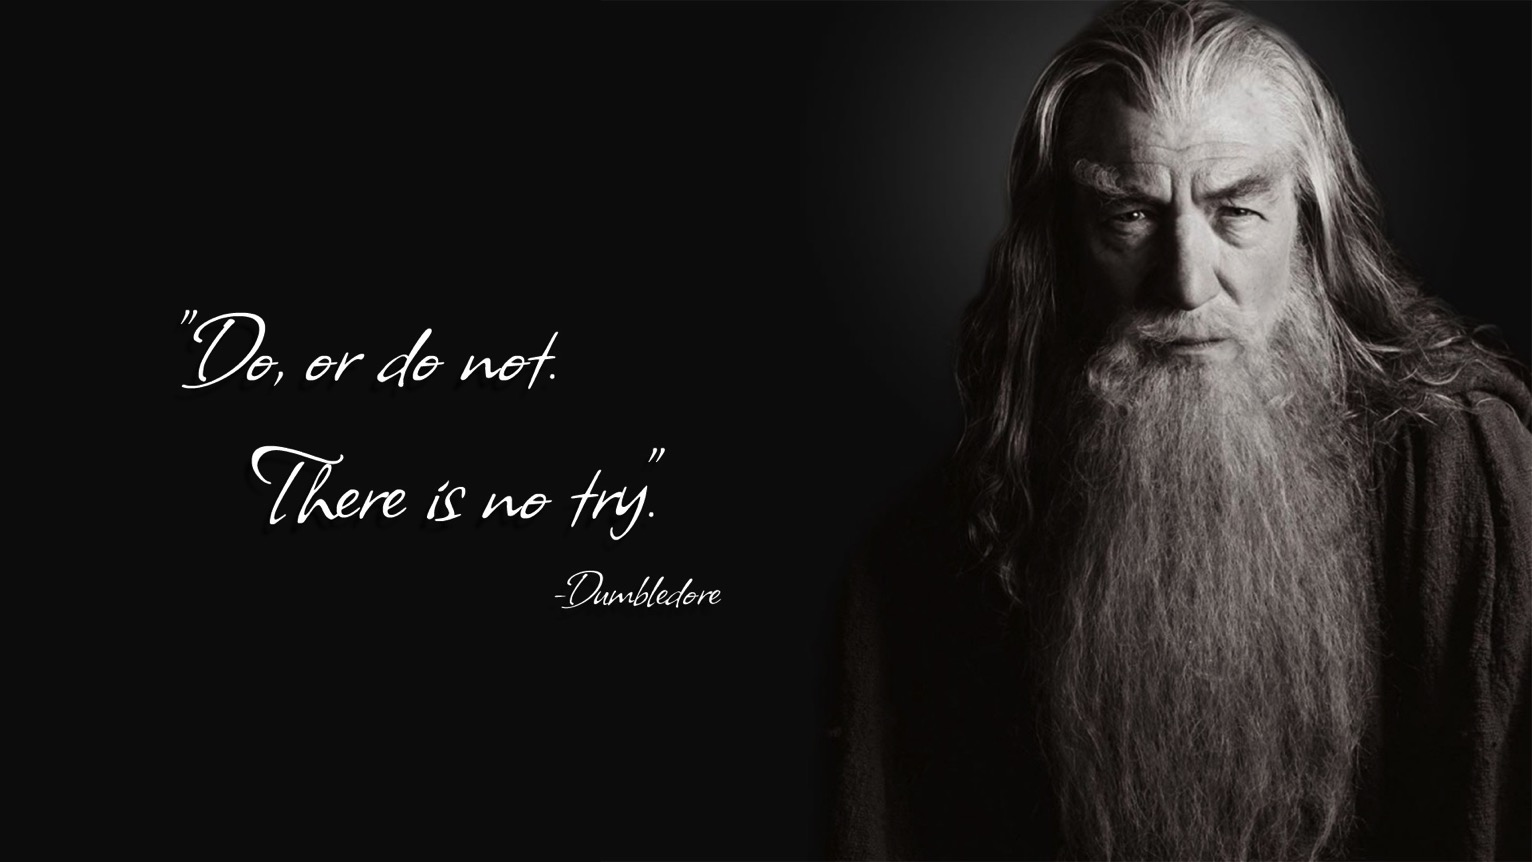 "Do, or do not.
There is no try."
-Dumbledore